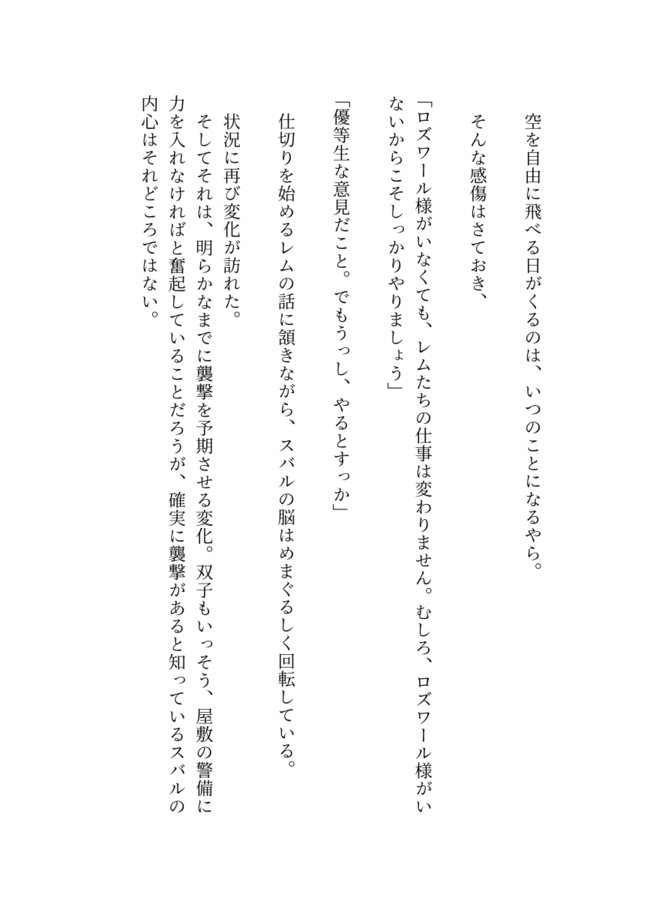 空を自由に飛べる日がくるのは、いつのことになるやら。
そんな感傷はさておき、
「ロズワール様がいなくても、レムたちの仕事は変わりません。むしろ、ロズワール様がい
ないからこそしっかりやりましょう」
「優等生な意見だこと。でもうっし、やるとすっか」
仕切りを始めるレムの話に頷きながら、スバルの脳はめまぐるしく回転している。
状況に再び変化が訪れた。
そしてそれは、明らかなまでに襲撃を予期させる変化。双子もいっそう、屋敷の警備に
力を入れなければと奮起していることだろうが、確実に襲撃があると知っているスバルの
内心はそれどころではない。